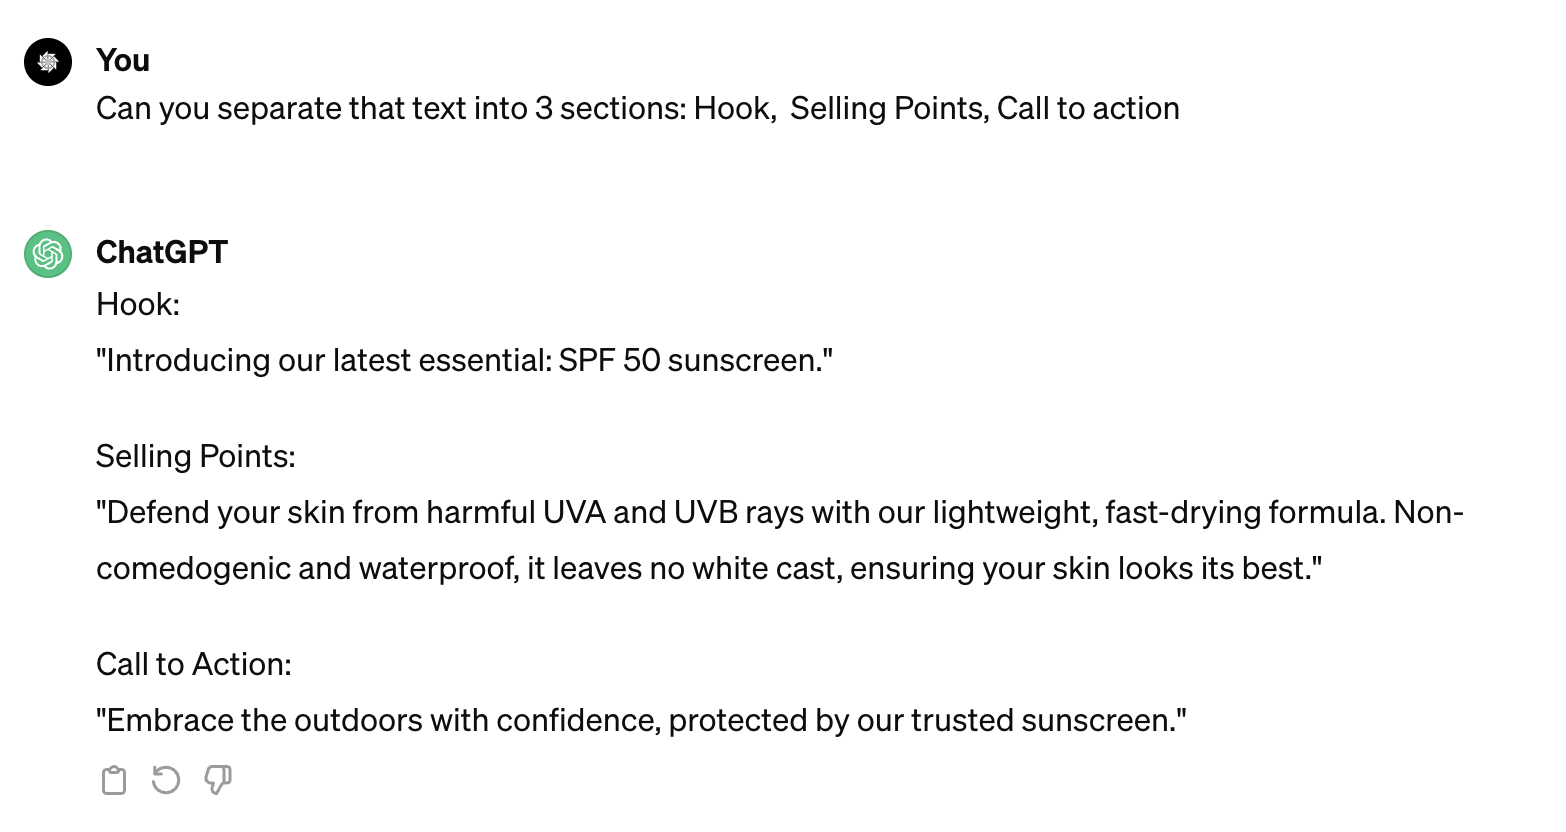 You
Can you separate that text into 3 sections: Hook,  Selling Points, Call to action
ChatGPT
Hook:
"Introducing our latest essential: SPF 50 sunscreen."
Selling Points:
"Defend your skin from harmful UVA and UVB rays with our lightweight, fast-drying formula. Non-
comedogenic and waterproof, it leaves no white cast, ensuring your skin looks its best."
Call to Action:
"Embrace the outdoors with confidence, protected by our trusted sunscreen."